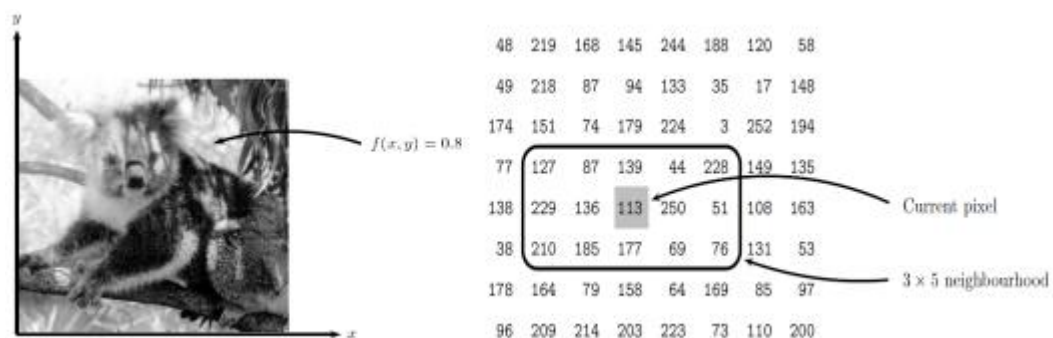 y
f(x, y) = 0.8
x
48 219 168 145 244 188 120 58
49 218 87 94 133 35 17 148
174 151 74 179 224 3 252 194
77 127 87 139 44 228 149 135
138 229 136 113 250 51 108 163
38 210 185 177 69 76 131 53
178 164 79 158 64 169 85 97
96 209 214 203 223 73 110 200
Current pixel
3 × 5 neighbourhood